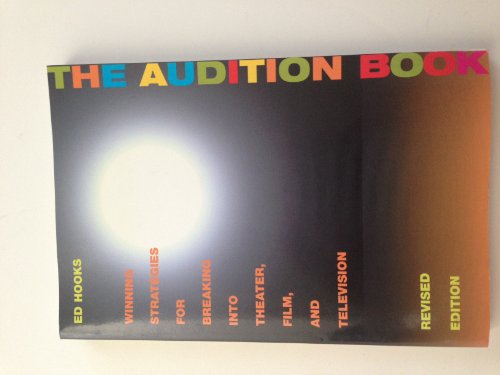 THE AUDITION BOOK
ED HOOKS
WINNING
STRATEGIES
FOR
BREAKING
INTO
THEATER,
FILM,
AND
TELEVISION
REVISED
EDITION